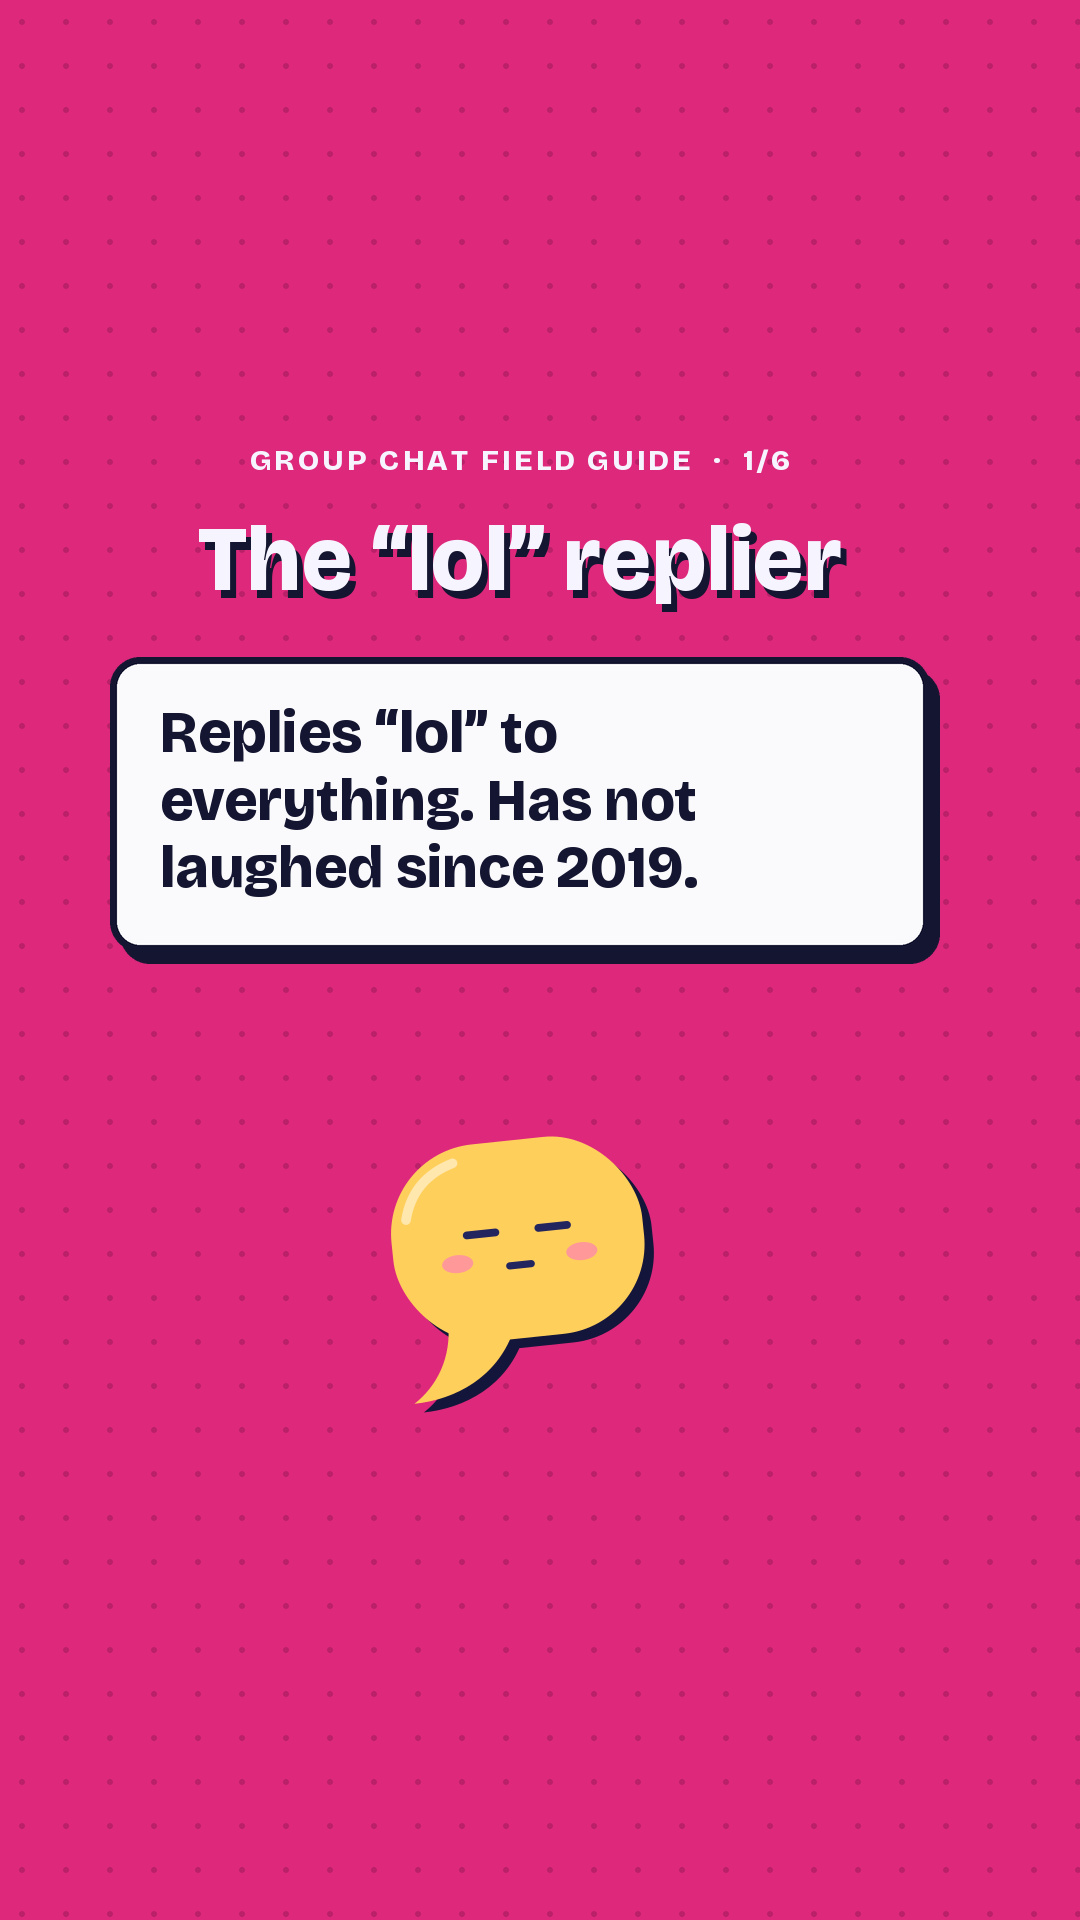 GROUP CHAT FIELD GUIDE · 1/6
The “lol” replier
Replies “lol” to
everything. Has not
laughed since 2019.